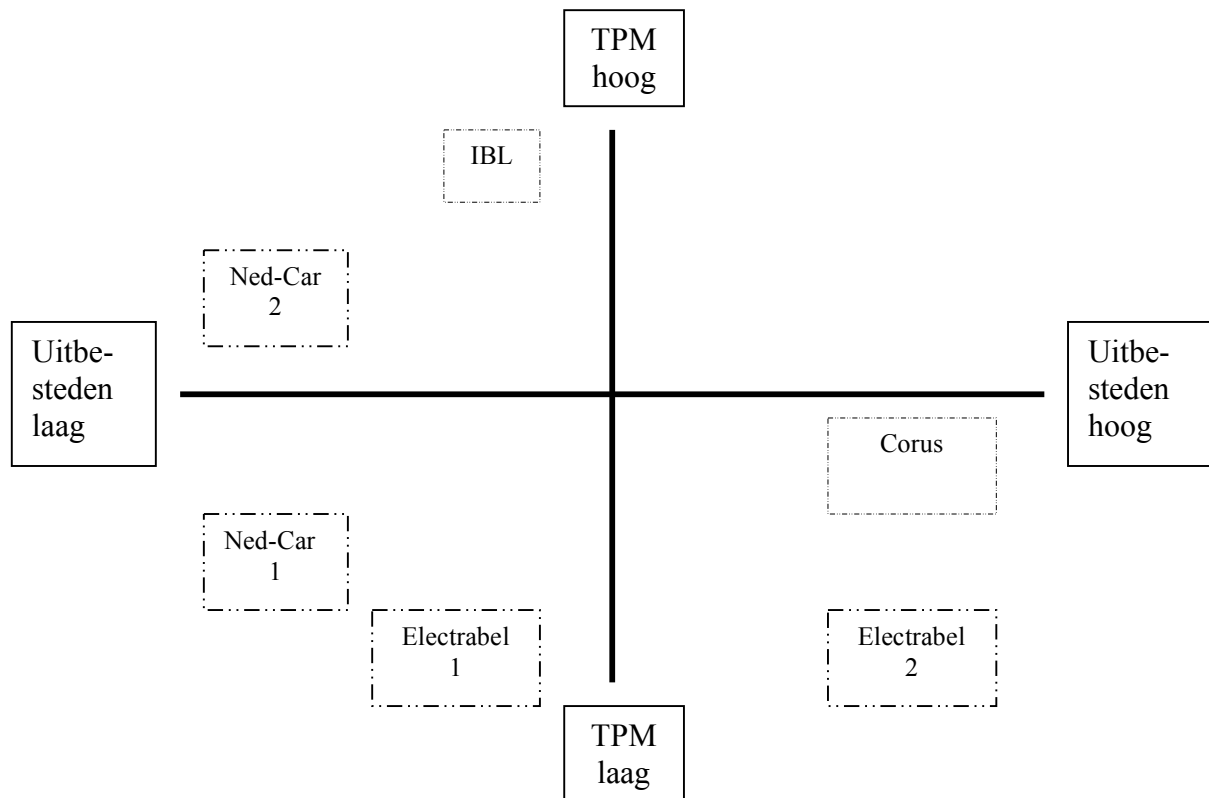 TPM
hoog
IBL
Ned-Car
2
Uitbe-
steden
laag
Uitbe-
steden
hoog
Corus
Ned-Car
1
Electrabel
1
Electrabel
2
TPM
laag